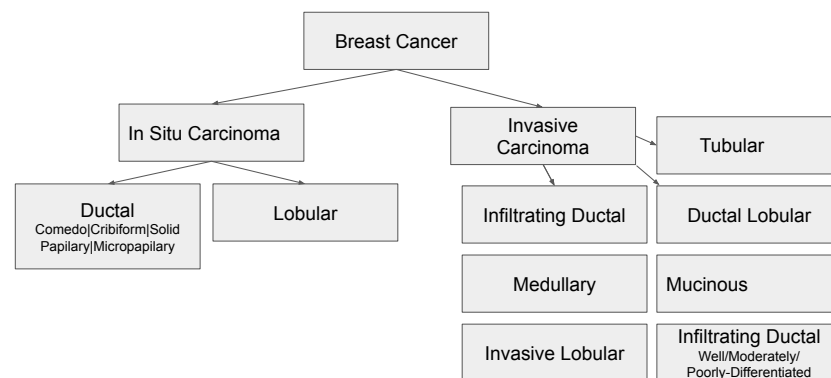 Breast Cancer
In Situ Carcinoma
Invasive
Carcinoma
Tubular
Ductal
Comedo|Cribiform|Solid
Papilary|Micropapilary
Lobular
Infiltrating Ductal
Ductal Lobular
Medullary
Mucinous
Invasive Lobular
Infiltrating Ductal
Well/Moderately/
Poorly-Differentiated